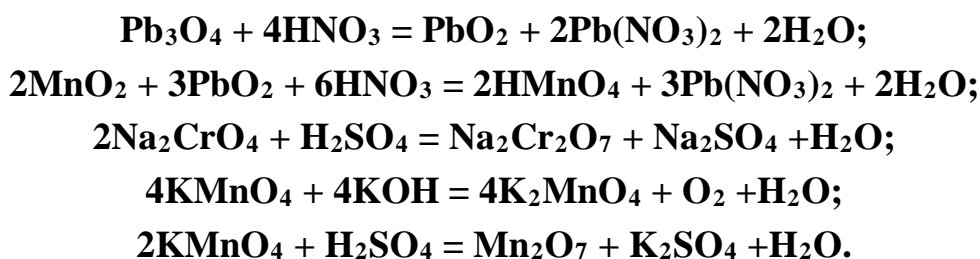 Pb₃O₄ + 4HNO₃ = PbO₂ + 2Pb(NO₃)₂ + 2H₂O;
2MnO₂ + 3PbO₂ + 6HNO₃ = 2HMnO₄ + 3Pb(NO₃)₂ + 2H₂O;
2Na₂CrO₄ + H₂SO₄ = Na₂Cr₂O₇ + Na₂SO₄ +H₂O;
4KMnO₄ + 4KOH = 4K₂MnO₄ + O₂ +H₂O;
2KMnO₄ + H₂SO₄ = Mn₂O₇ + K₂SO₄ +H₂O.